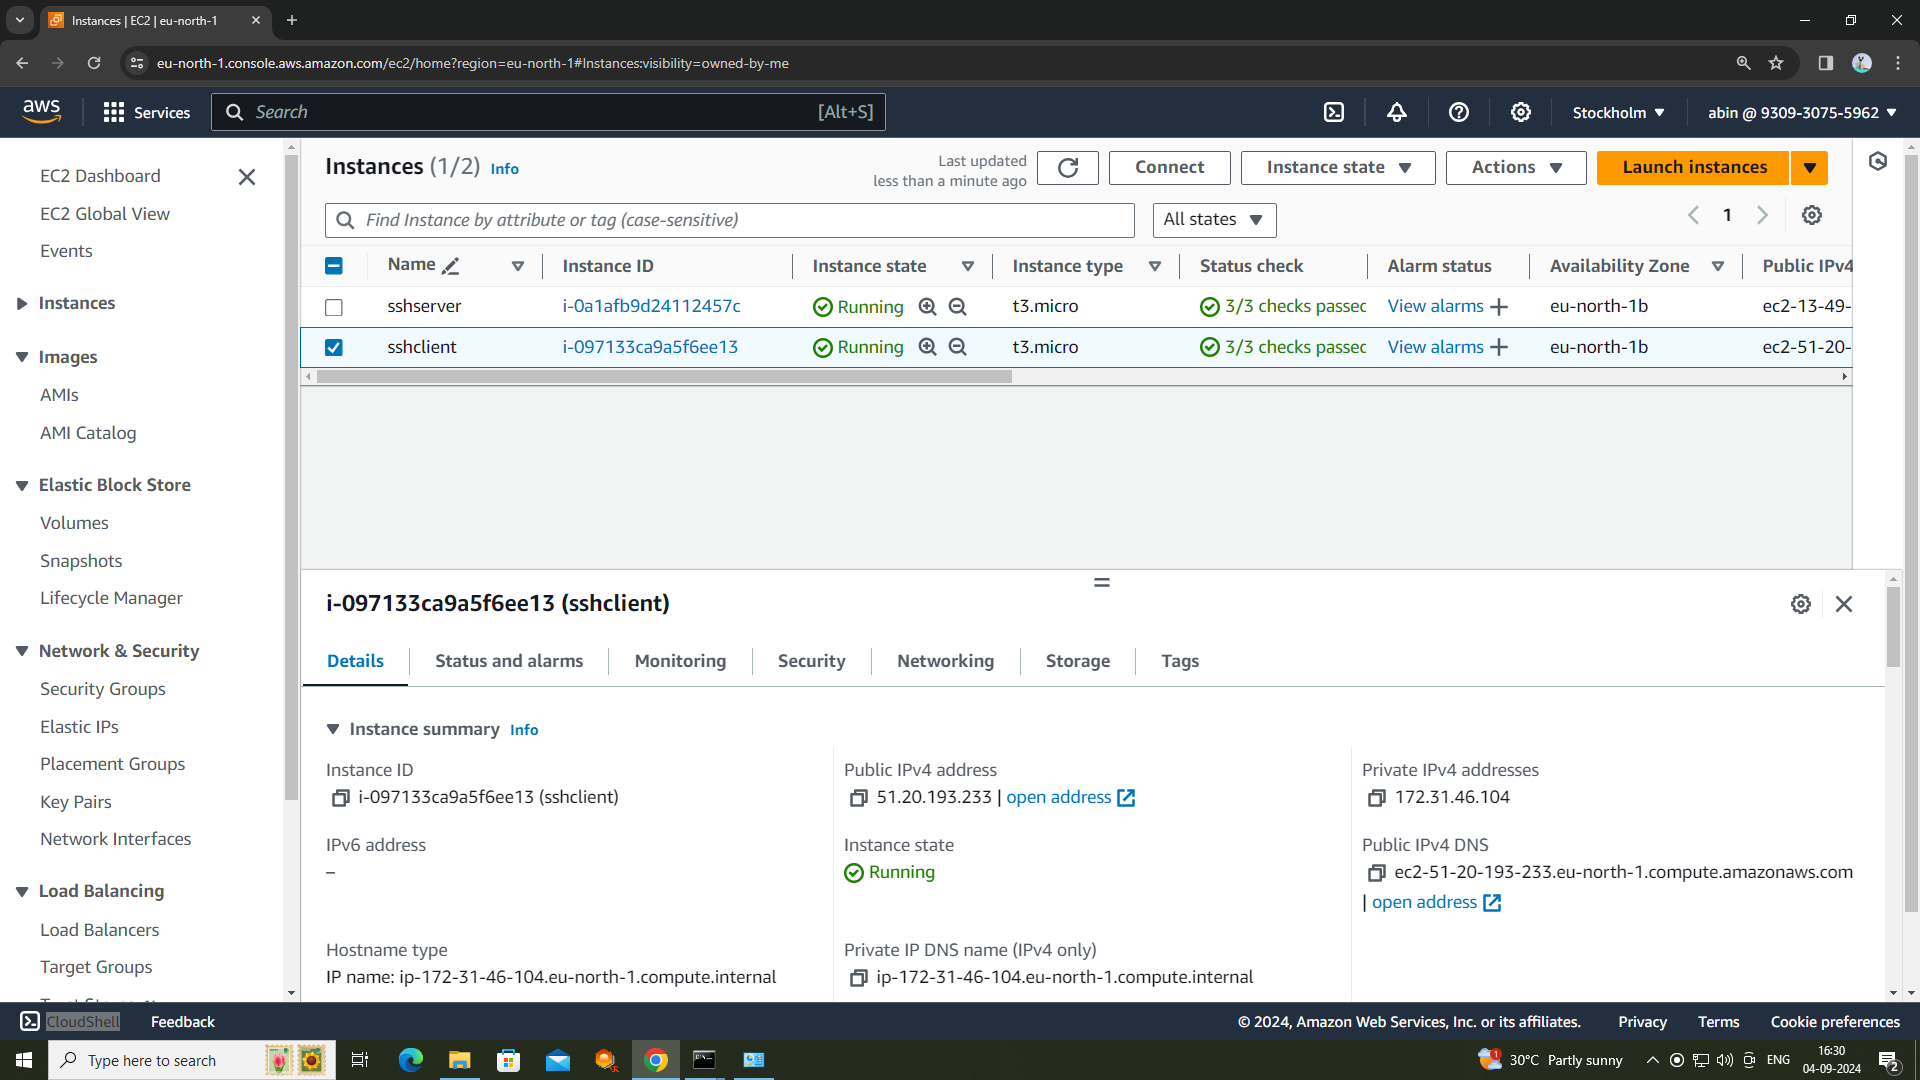 Instances | EC2 | eu-north-1
eu-north-1.console.aws.amazon.com/ec2/home?region=eu-north-1#Instances:visibility=owned-by-me
aws
Services
Search
[Alt+S]
Stockholm
abin @ 9309-3075-5962
EC2 Dashboard
EC2 Global View
Events
Instances
Images
AMIs
AMI Catalog
Elastic Block Store
Volumes
Snapshots
Lifecycle Manager
Network & Security
Security Groups
Elastic IPs
Placement Groups
Key Pairs
Network Interfaces
Load Balancing
Load Balancers
Target Groups
Instances (1/2) Info
Last updated
less than a minute ago
Connect
Instance state
Actions
Launch instances
Find Instance by attribute or tag (case-sensitive)
All states
1
Name Instance ID Instance state Instance type Status check Alarm status Availability Zone Public IPv4
sshserver i-0a1afb9d24112457c Running t3.micro 3/3 checks passed View alarms eu-north-1b ec2-13-49-
sshclient i-097133ca9a5f6ee13 Running t3.micro 3/3 checks passed View alarms eu-north-1b ec2-51-20-
i-097133ca9a5f6ee13 (sshclient)
Details Status and alarms Monitoring Security Networking Storage Tags
Instance summary Info
Instance ID
i-097133ca9a5f6ee13 (sshclient)
Public IPv4 address
51.20.193.233 | open address
Private IPv4 addresses
172.31.46.104
IPv6 address
–
Instance state
Running
Public IPv4 DNS
ec2-51-20-193-233.eu-north-1.compute.amazonaws.com
| open address
Hostname type
IP name: ip-172-31-46-104.eu-north-1.compute.internal
Private IP DNS name (IPv4 only)
ip-172-31-46-104.eu-north-1.compute.internal
CloudShell
Feedback
© 2024, Amazon Web Services, Inc. or its affiliates.
Privacy
Terms
Cookie preferences
Type here to search
1
30°C Partly sunny
ENG
16:30
04-09-2024
2